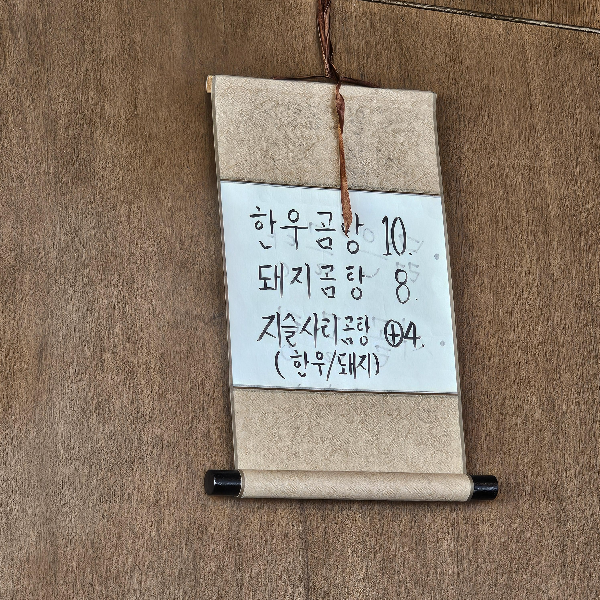 한우곰탕 10.
돼지곰탕 8.
지슬사리곰탕 ⊕4.
(한우/돼지)